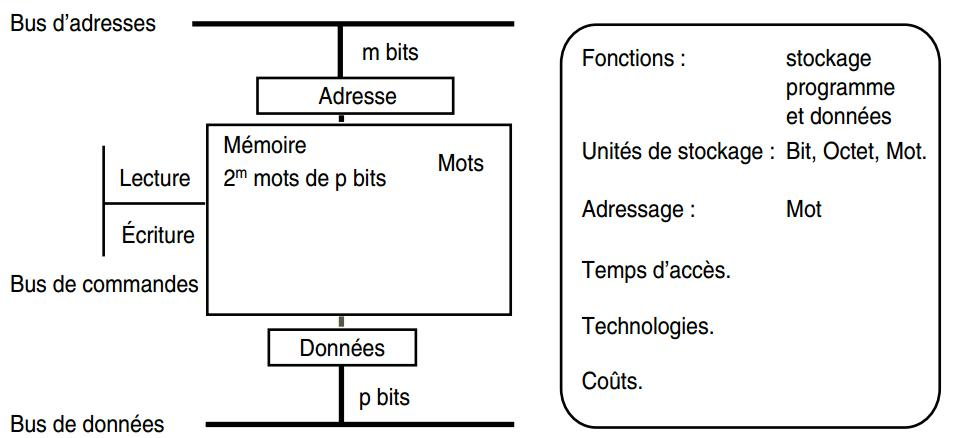 Bus d'adresses
m bits
Adresse
Mémoire
Mots
2^m mots de p bits
Lecture
Écriture
Bus de commandes
Données
p bits
Bus de données
Fonctions : stockage
programme
et données
Unités de stockage : Bit, Octet, Mot.
Adressage : Mot
Temps d'accès.
Technologies.
Coûts.